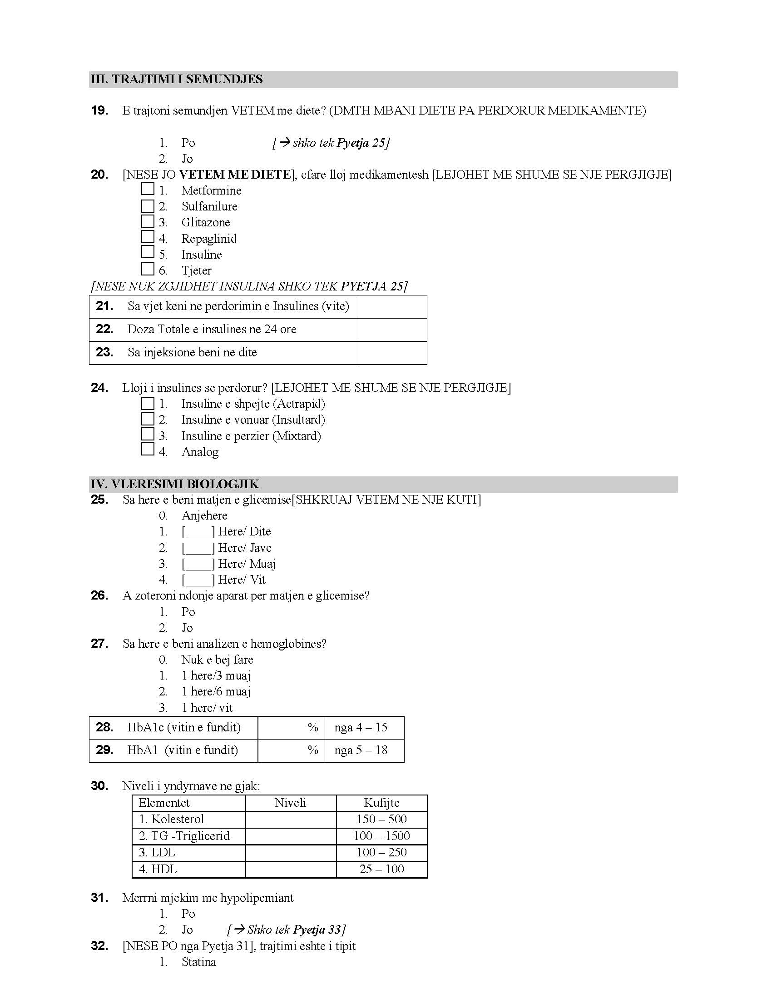 III. TRAJTIMI I SEMUNDJES
19. E trajtoni semundjen VETEM me diete? (DMTH MBANI DIETE PA PERDORUR MEDIKAMENTE)
1. Po [→ shko tek Pyetja 25]
2. Jo
20. [NESE JO VETEM ME DIETE], cfare lloj medikamentesh [LEJOHET ME SHUME SE NJE PERGJIGJE]
1. Metformine
2. Sulfanilure
3. Glitazone
4. Repaglinid
5. Insuline
6. Tjeter
[NESE NUK ZGJIDHET INSULINA SHKO TEK PYETJA 25]
21. Sa vjet keni ne perdorimin e Insulines (vite)
22. Doza Totale e insulines ne 24 ore
23. Sa injeksione beni ne dite
24. Lloji i insulines se perdorur? [LEJOHET ME SHUME SE NJE PERGJIGJE]
1. Insuline e shpejte (Actrapid)
2. Insuline e vonuar (Insultard)
3. Insuline e perzier (Mixtard)
4. Analog
IV. VLERESIMI BIOLOGJIK
25. Sa here e beni matjen e glicemise[SHKRUAJ VETEM NE NJE KUTI]
0. Anjehere
1. [____] Here/ Dite
2. [____] Here/ Jave
3. [____] Here/ Muaj
4. [____] Here/ Vit
26. A zoteroni ndonje aparat per matjen e glicemise?
1. Po
2. Jo
27. Sa here e beni analizen e hemoglobines?
0. Nuk e bej fare
1. 1 here/3 muaj
2. 1 here/6 muaj
3. 1 here/ vit
28. HbA1c (vitin e fundit) % nga 4 – 15
29. HbA1 (vitin e fundit) % nga 5 – 18
30. Niveli i yndyrnave ne gjak:
Elementet Niveli Kufijte
1. Kolesterol 150 – 500
2. TG -Triglicerid 100 – 1500
3. LDL 100 – 250
4. HDL 25 – 100
31. Merrni mjekim me hypolipemiant
1. Po
2. Jo [→ Shko tek Pyetja 33]
32. [NESE PO nga Pyetja 31], trajtimi eshte i tipit
1. Statina